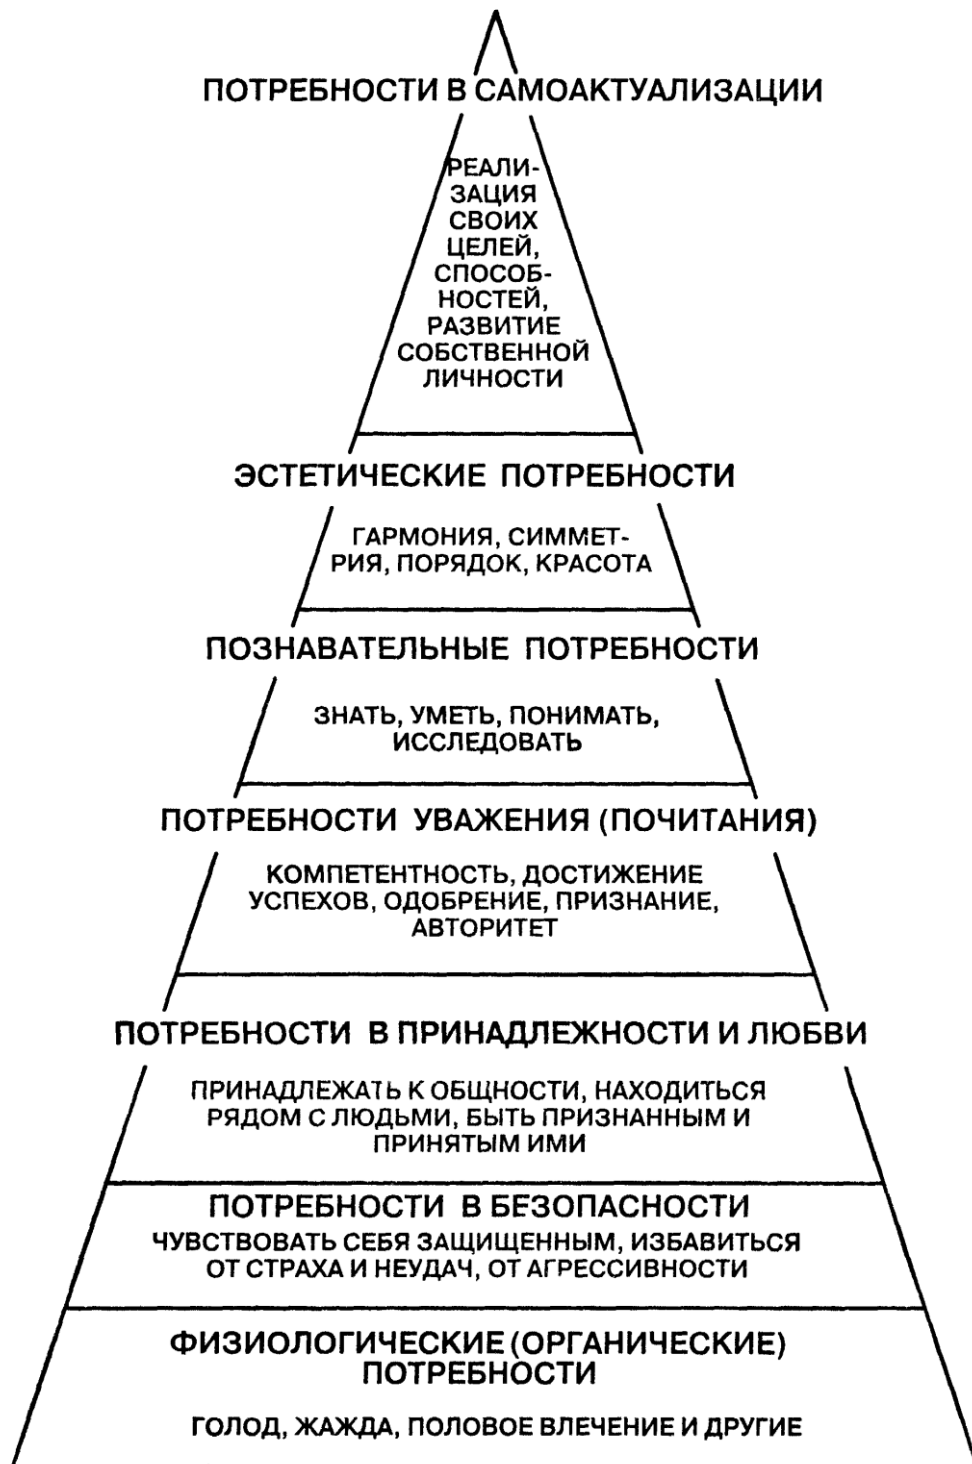 ПОТРЕБНОСТИ В САМОАКТУАЛИЗАЦИИ
РЕАЛИ-
ЗАЦИЯ
СВОИХ
ЦЕЛЕЙ,
СПОСОБ-
НОСТЕЙ,
РАЗВИТИЕ
СОБСТВЕННОЙ
ЛИЧНОСТИ
ЭСТЕТИЧЕСКИЕ ПОТРЕБНОСТИ
ГАРМОНИЯ, СИММЕТ-
РИЯ, ПОРЯДОК, КРАСОТА
ПОЗНАВАТЕЛЬНЫЕ ПОТРЕБНОСТИ
ЗНАТЬ, УМЕТЬ, ПОНИМАТЬ,
ИССЛЕДОВАТЬ
ПОТРЕБНОСТИ УВАЖЕНИЯ (ПОЧИТАНИЯ)
КОМПЕТЕНТНОСТЬ, ДОСТИЖЕНИЕ
УСПЕХОВ, ОДОБРЕНИЕ, ПРИЗНАНИЕ,
АВТОРИТЕТ
ПОТРЕБНОСТИ В ПРИНАДЛЕЖНОСТИ И ЛЮБВИ
ПРИНАДЛЕЖАТЬ К ОБЩНОСТИ, НАХОДИТЬСЯ
РЯДОМ С ЛЮДЬМИ, БЫТЬ ПРИЗНАННЫМ И
ПРИНЯТЫМ ИМИ
ПОТРЕБНОСТИ В БЕЗОПАСНОСТИ
ЧУВСТВОВАТЬ СЕБЯ ЗАЩИЩЕННЫМ, ИЗБАВИТЬСЯ
ОТ СТРАХА И НЕУДАЧ, ОТ АГРЕССИВНОСТИ
ФИЗИОЛОГИЧЕСКИЕ (ОРГАНИЧЕСКИЕ)
ПОТРЕБНОСТИ
ГОЛОД, ЖАЖДА, ПОЛОВОЕ ВЛЕЧЕНИЕ И ДРУГИЕ